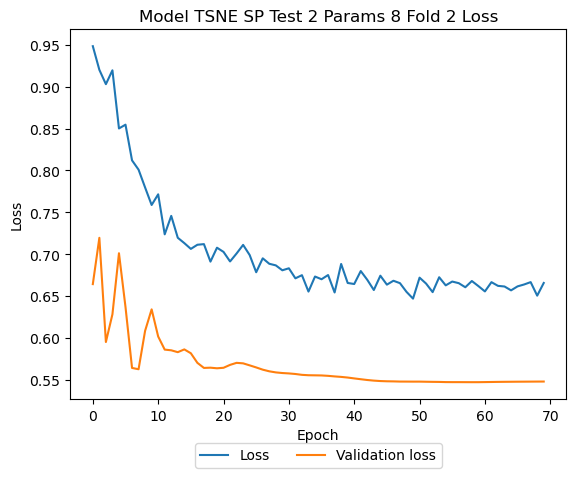 Model TSNE SP Test 2 Params 8 Fold 2 Loss
Loss
0.95
0.90
0.85
0.80
0.75
0.70
0.65
0.60
0.55
0 10 20 30 40 50 60 70
Epoch
Loss Validation loss